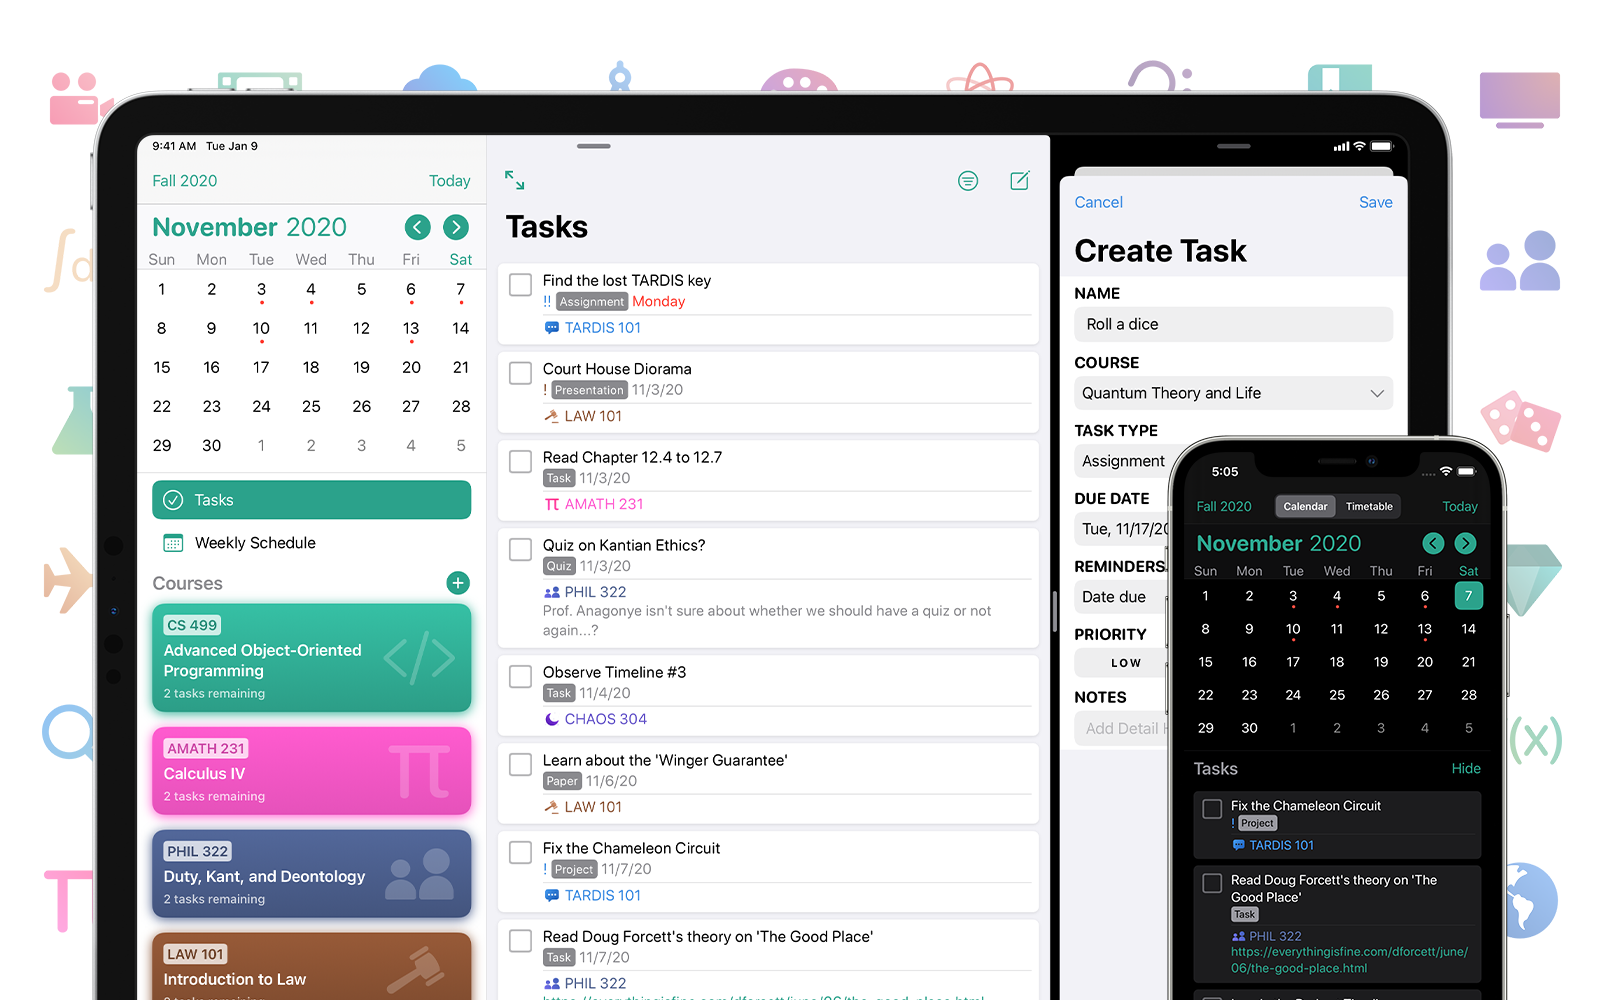 9:41 AM Tue Jan 9
Fall 2020 Today
November 2020
Sun Mon Tue Wed Thu Fri Sat
1 2 3 4 5 6 7
8 9 10 11 12 13 14
15 16 17 18 19 20 21
22 23 24 25 26 27 28
29 30 1 2 3 4 5
Tasks
Weekly Schedule
Courses
CS 499
Advanced Object-Oriented
Programming
2 tasks remaining
AMATH 231
Calculus IV
2 tasks remaining
PHIL 322
Duty, Kant, and Deontology
2 tasks remaining
LAW 101
Introduction to Law
Tasks
Find the lost TARDIS key
!! Assignment Monday
TARDIS 101
Court House Diorama
! Presentation 11/3/20
LAW 101
Read Chapter 12.4 to 12.7
Task 11/3/20
AMATH 231
Quiz on Kantian Ethics?
Quiz 11/3/20
PHIL 322
Prof. Anagonye isn't sure about whether we should have a quiz or not
again...?
Observe Timeline #3
Task 11/4/20
CHAOS 304
Learn about the 'Winger Guarantee'
Paper 11/6/20
LAW 101
Fix the Chameleon Circuit
! Project 11/7/20
TARDIS 101
Read Doug Forcett's theory on 'The Good Place'
Task 11/7/20
PHIL 322
Cancel Save
Create Task
NAME
Roll a dice
COURSE
Quantum Theory and Life
TASK TYPE
Assignment
DUE DATE
Tue, 11/17/20
REMINDERS
Date due
PRIORITY
LOW
NOTES
Add Detail
5:05
Fall 2020 Calendar Timetable Today
November 2020
Sun Mon Tue Wed Thu Fri Sat
1 2 3 4 5 6 7
8 9 10 11 12 13 14
15 16 17 18 19 20 21
22 23 24 25 26 27 28
29 30 1 2 3 4 5
Tasks Hide
Fix the Chameleon Circuit
! Project
TARDIS 101
Read Doug Forcett's theory on 'The
Good Place'
Task
PHIL 322
https://everythingisfine.com/dforcett/june/
06/the-good-place.html
∫d
(x)